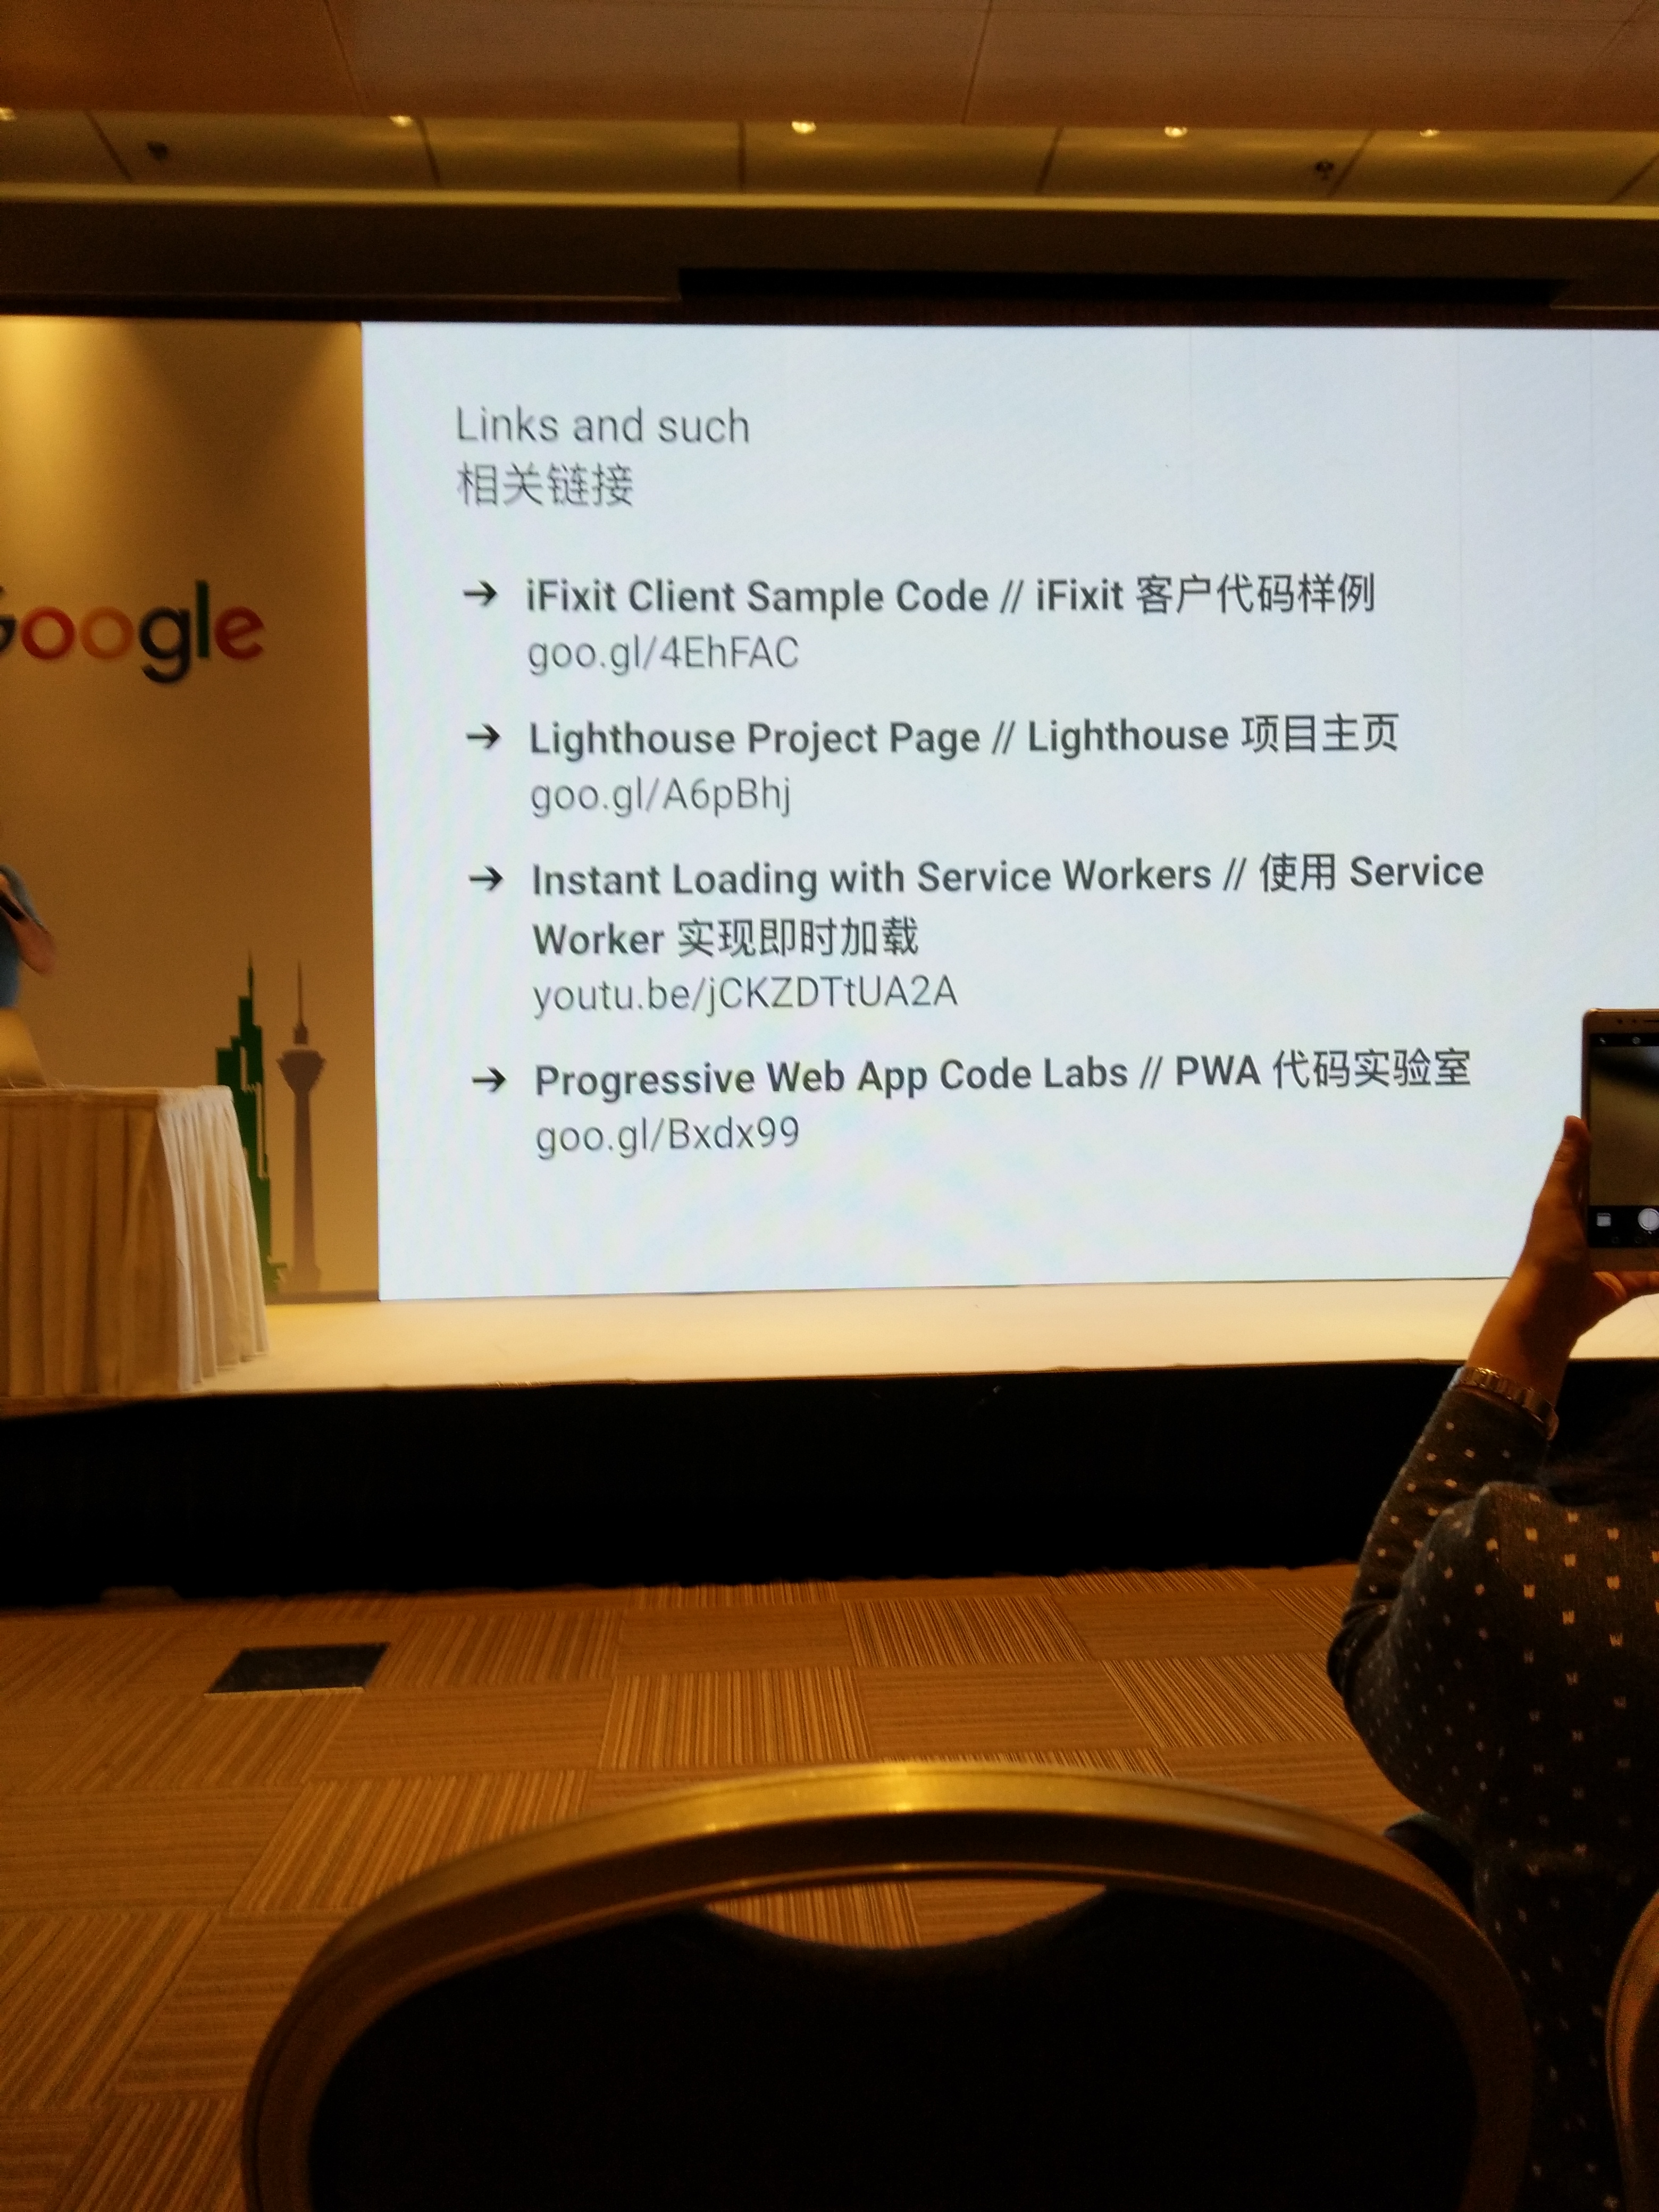 Google
Links and such
相关链接
→ iFixit Client Sample Code // iFixit 客户代码样例
goo.gl/4EhFAC
→ Lighthouse Project Page // Lighthouse 项目主页
goo.gl/A6pBhj
→ Instant Loading with Service Workers // 使用 Service
Worker 实现即时加载
youtu.be/jCKZDTtUA2A
→ Progressive Web App Code Labs // PWA 代码实验室
goo.gl/Bxdx99